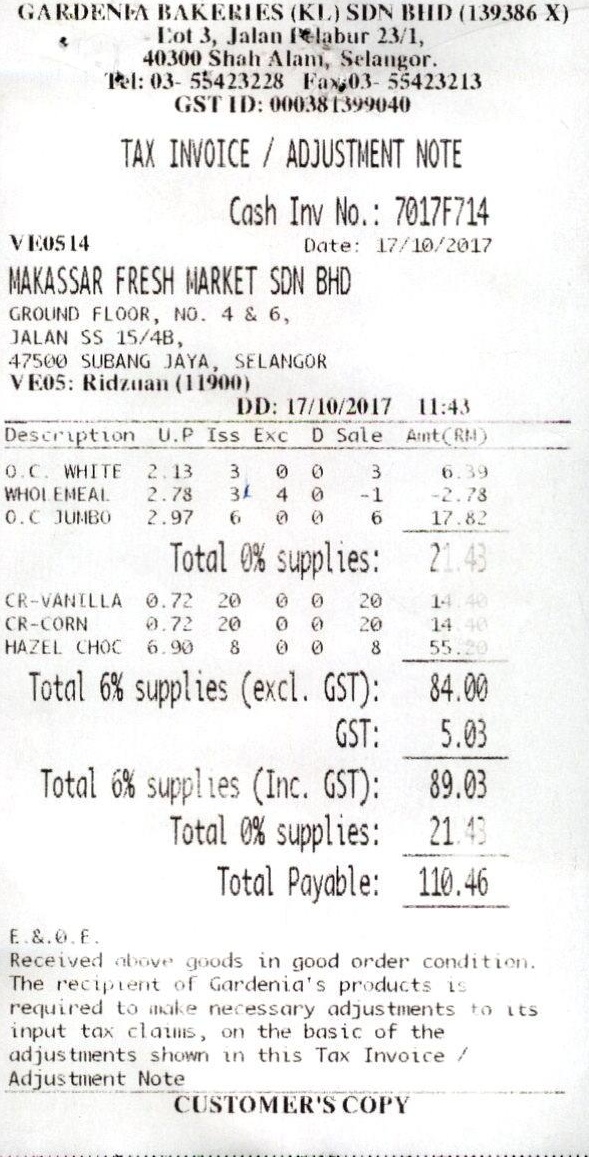 GARDENIA BAKERIES (KL) SDN BHD (139386 X)
Lot 3, Jalan Pelabur 23/1,
40300 Shah Alam, Selangor.
Tel: 03- 55423228 Fax:03- 55423213
GST ID: 000381399040
TAX INVOICE / ADJUSTMENT NOTE
Cash Inv No.: 7017F714
VE0514 Date: 17/10/2017
MAKASSAR FRESH MARKET SDN BHD
GROUND FLOOR, NO. 4 & 6,
JALAN SS 15/4B,
47500 SUBANG JAYA, SELANGOR
VE05: Ridzuan (11900)
DD: 17/10/2017 11:43
Description U.P Iss Exc D Sale Amt(RM)
O.C. WHITE 2.13 3 0 0 3 6.39
WHOLEMEAL 2.78 3 4 0 -1 -2.78
O.C JUMBO 2.97 6 0 0 6 17.82
Total 0% supplies: 21.43
CR-VANILLA 0.72 20 0 0 20 14.40
CR-CORN 0.72 20 0 0 20 14.40
HAZEL CHOC 6.90 8 0 0 8 55.20
Total 6% supplies (excl. GST): 84.00
GST: 5.03
Total 6% supplies (Inc. GST): 89.03
Total 0% supplies: 21.43
Total Payable: 110.46
E.&.O.E.
Received above goods in good order condition.
The recipient of Gardenia's products is
required to make necessary adjustments to its
input tax claims, on the basic of the
adjustments shown in this Tax Invoice /
Adjustment Note
CUSTOMER'S COPY